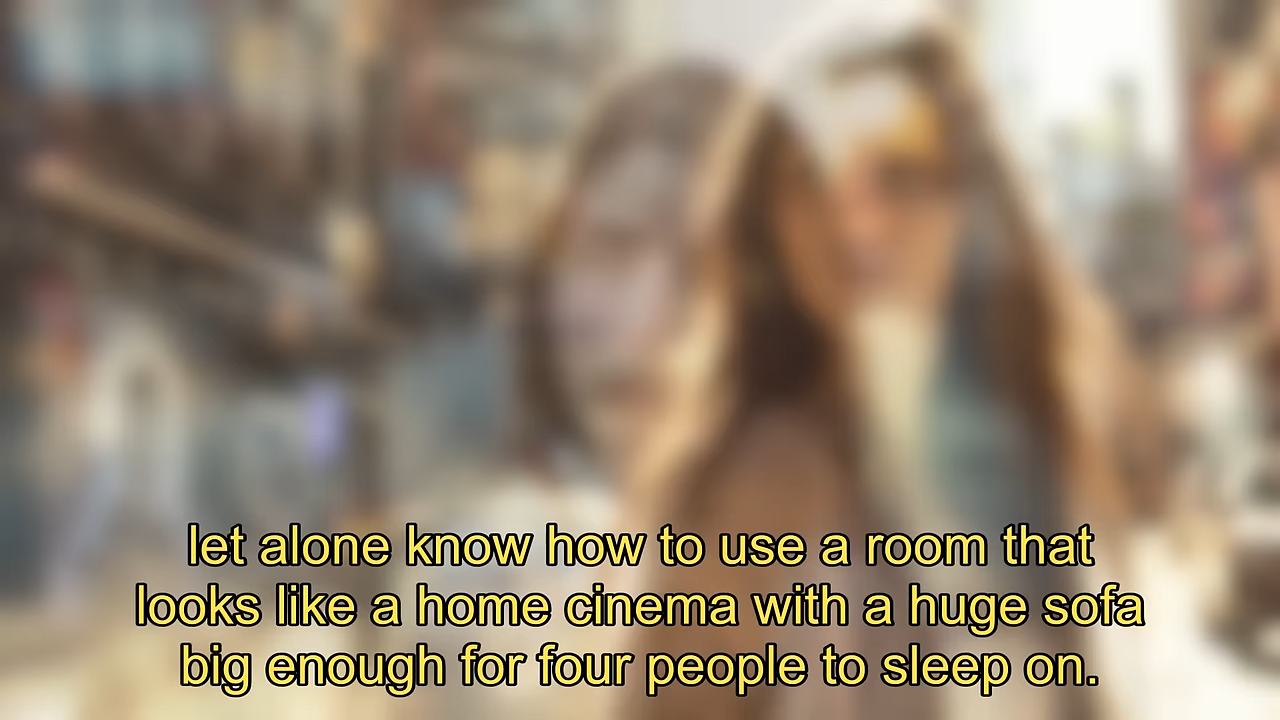 let alone know how to use a room that
looks like a home cinema with a huge sofa
big enough for four people to sleep on.